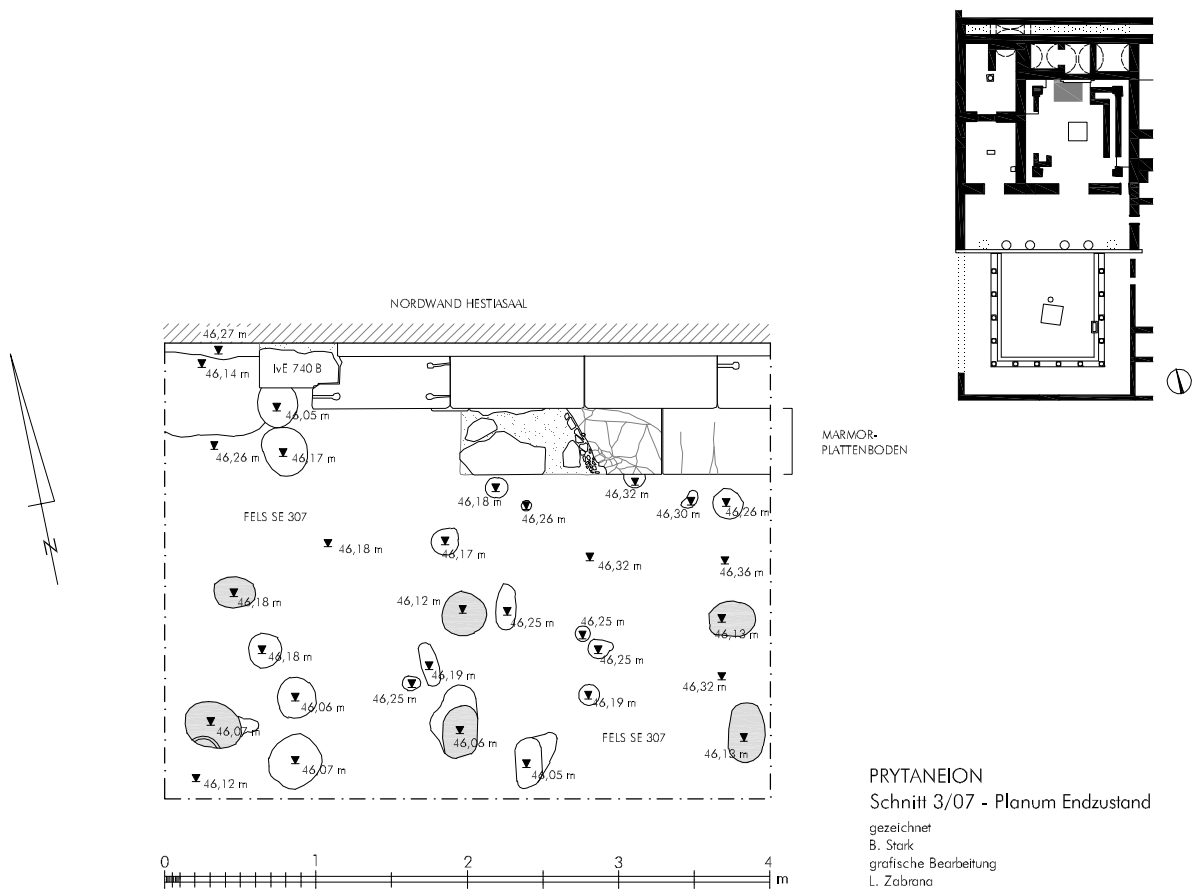 NORDWAND HESTIASAAL
46,27 m
46,14 m
IvE 740 B
46,05 m
46,26 m
46,17 m
MARMOR-
PLATTENBODEN
46,18 m
46,26 m
46,32 m
46,30 m
46,26 m
FELS SE 307
46,18 m
46,17 m
46,32 m
46,36 m
46,18 m
46,12 m
46,25 m
46,25 m
46,13 m
46,18 m
46,25 m
46,19 m
46,25 m
46,19 m
46,32 m
46,06 m
46,07 m
46,06 m
FELS SE 307
46,13 m
46,12 m
46,07 m
46,05 m
N
0 1 2 3 4 m
PRYTANEION
Schnitt 3/07 - Planum Endzustand
gezeichnet
B. Stark
grafische Bearbeitung
L. Zabrana